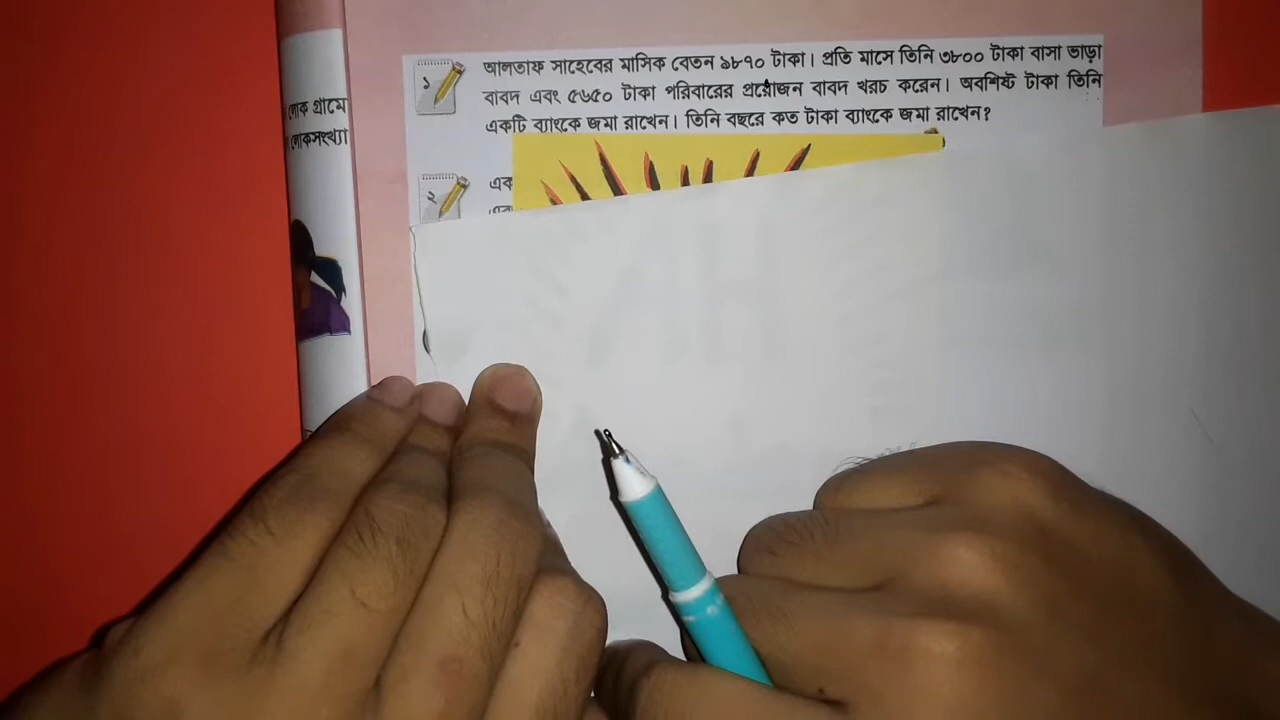 লোক গ্রামে
লোকসংখ্যা
১
আলতাফ সাহেবের মাসিক বেতন ৯৮৭০ টাকা। প্রতি মাসে তিনি ৩৮০০ টাকা বাসা ভাড়া
বাবদ এবং ৫৬৫০ টাকা পরিবারের প্রয়োজন বাবদ খরচ করেন। অবশিষ্ট টাকা তিনি
একটি ব্যাংকে জমা রাখেন। তিনি বছরে কত টাকা ব্যাংকে জমা রাখেন?
২
এক